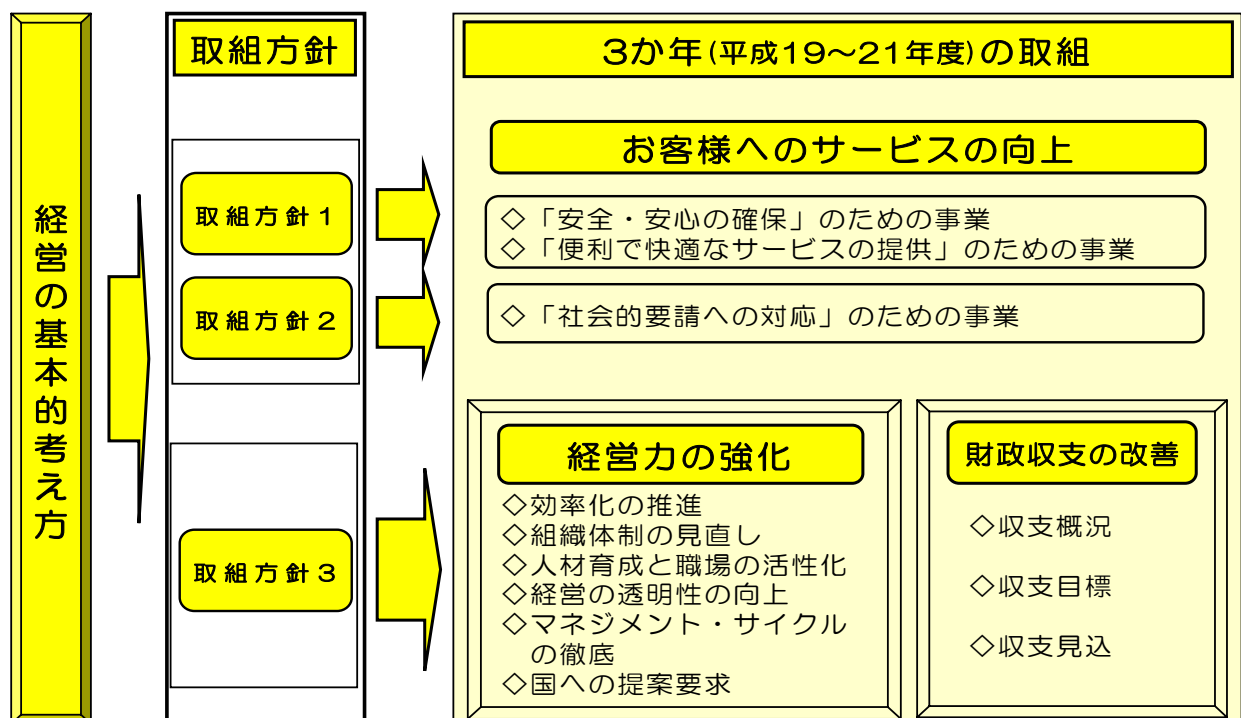 経営の基本的考え方
取組方針
取組方針1
取組方針2
取組方針3
3か年(平成19～21年度)の取組
お客様へのサービスの向上
◇「安全・安心の確保」のための事業
◇「便利で快適なサービスの提供」のための事業
◇「社会的要請への対応」のための事業
経営力の強化
◇効率化の推進
◇組織体制の見直し
◇人材育成と職場の活性化
◇経営の透明性の向上
◇マネジメント・サイクル
の徹底
◇国への提案要求
財政収支の改善
◇収支概況
◇収支目標
◇収支見込